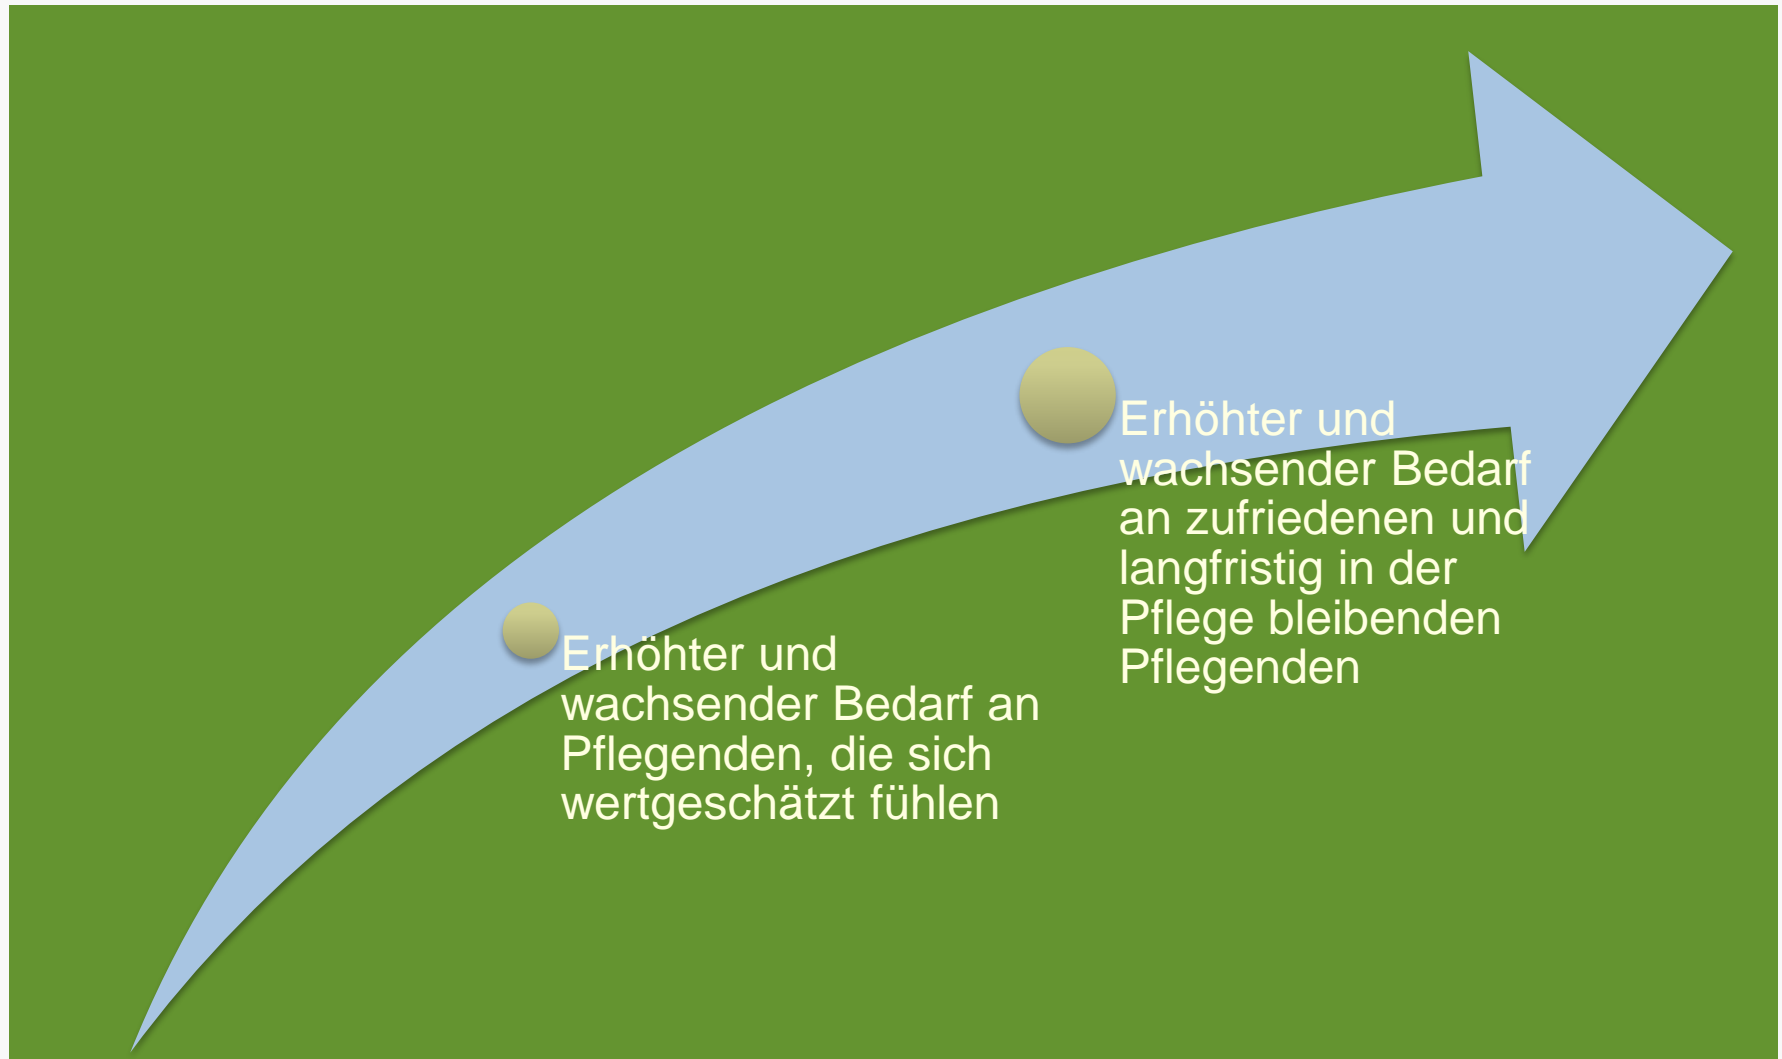 Erhöhter und
wachsender Bedarf an
Pflegenden, die sich
wertgeschätzt fühlen
Erhöhter und
wachsender Bedarf
an zufriedenen und
langfristig in der
Pflege bleibenden
Pflegenden